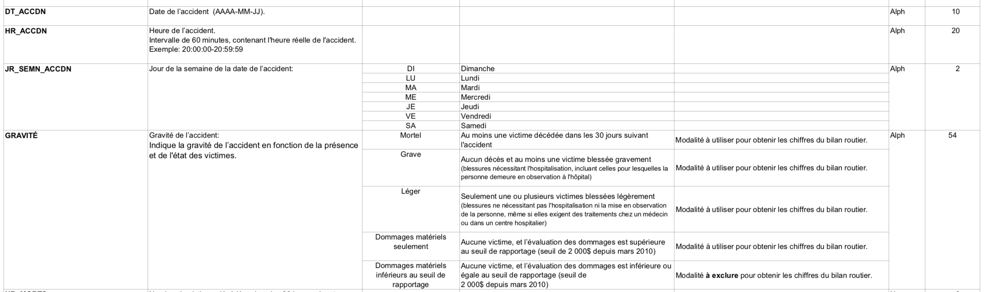 DT_ACCDN
Date de l’accident  (AAAA-MM-JJ).
Alph
10
HR_ACCDN
Heure de l’accident.
Intervalle de 60 minutes, contenant l'heure réelle de l'accident.
Exemple: 20:00:00-20:59:59
Alph
20
JR_SEMN_ACCDN
Jour de la semaine de la date de l’accident:
DI
Dimanche
Alph
2
LU
Lundi
MA
Mardi
ME
Mercredi
JE
Jeudi
VE
Vendredi
SA
Samedi
GRAVITÉ
Gravité de l’accident:
Indique la gravité de l’accident en fonction de la présence
et de l'état des victimes.
Mortel
Au moins une victime décédée dans les 30 jours suivant
l'accident
Modalité à utiliser pour obtenir les chiffres du bilan routier.
Alph
54
Grave
Aucun décès et au moins une victime blessée gravement
(blessures nécessitant l'hospitalisation, incluant celles pour lesquelles la
personne demeure en observation à l'hôpital)
Modalité à utiliser pour obtenir les chiffres du bilan routier.
Léger
Seulement une ou plusieurs victimes blessées légèrement
(blessures ne nécessitant pas l'hospitalisation ni la mise en observation
de la personne, même si elles exigent des traitements chez un médecin
ou dans un centre hospitalier)
Modalité à utiliser pour obtenir les chiffres du bilan routier.
Dommages matériels
seulement
Aucune victime, et l’évaluation des dommages est supérieure
au seuil de rapportage (seuil de 2 000$ depuis mars 2010)
Modalité à utiliser pour obtenir les chiffres du bilan routier.
Dommages matériels
inférieurs au seuil de
rapportage
Aucune victime, et l’évaluation des dommages est inférieure ou
égale au seuil de rapportage (seuil de
2 000$ depuis mars 2010)
Modalité à exclure pour obtenir les chiffres du bilan routier.